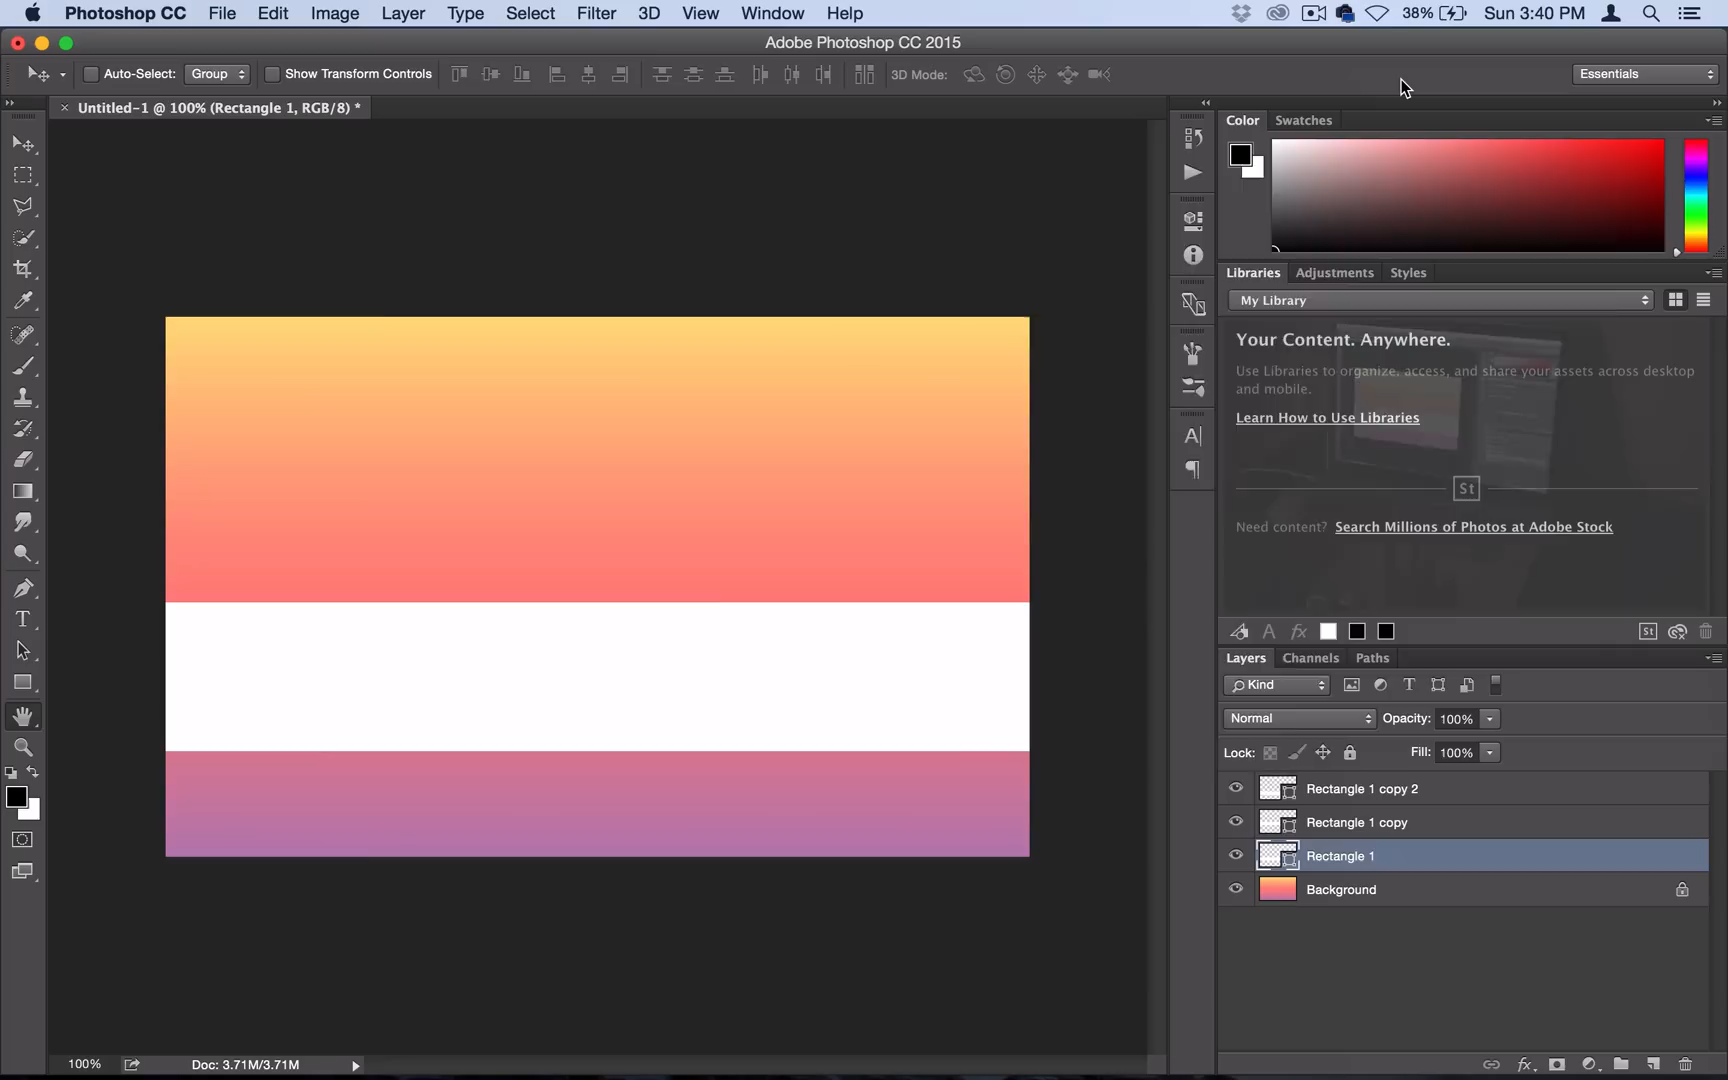 Photoshop CC File Edit Image Layer Type Select Filter 3D View Window Help 38% Sun 3:40 PM
Adobe Photoshop CC 2015
Auto-Select: Group Show Transform Controls 3D Mode: Essentials
× Untitled-1 @ 100% (Rectangle 1, RGB/8) *
Color Swatches
Libraries Adjustments Styles
My Library
Your Content. Anywhere.
Use Libraries to organize, access, and share your assets across desktop
and mobile.
Learn How to Use Libraries
St
Need content? Search Millions of Photos at Adobe Stock
A fx St
Layers Channels Paths
Kind T
Normal Opacity: 100%
Lock: Fill: 100%
Rectangle 1 copy 2
Rectangle 1 copy
Rectangle 1
Background
100% Doc: 3.71M/3.71M fx